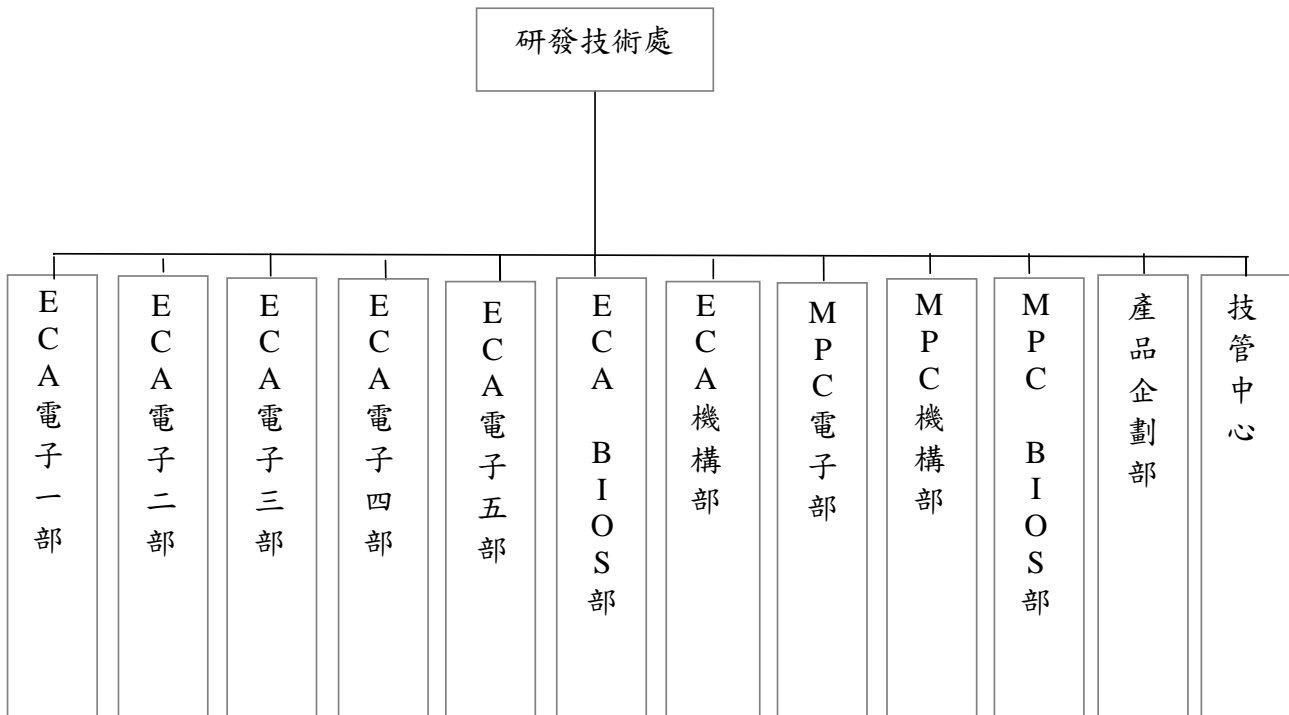 研發技術處
ECA電子一部
ECA電子二部
ECA電子三部
ECA電子四部
ECA電子五部
ECA BIOS部
ECA機構部
MPC電子部
MPC機構部
MPC BIOS部
產品企劃部
技管中心